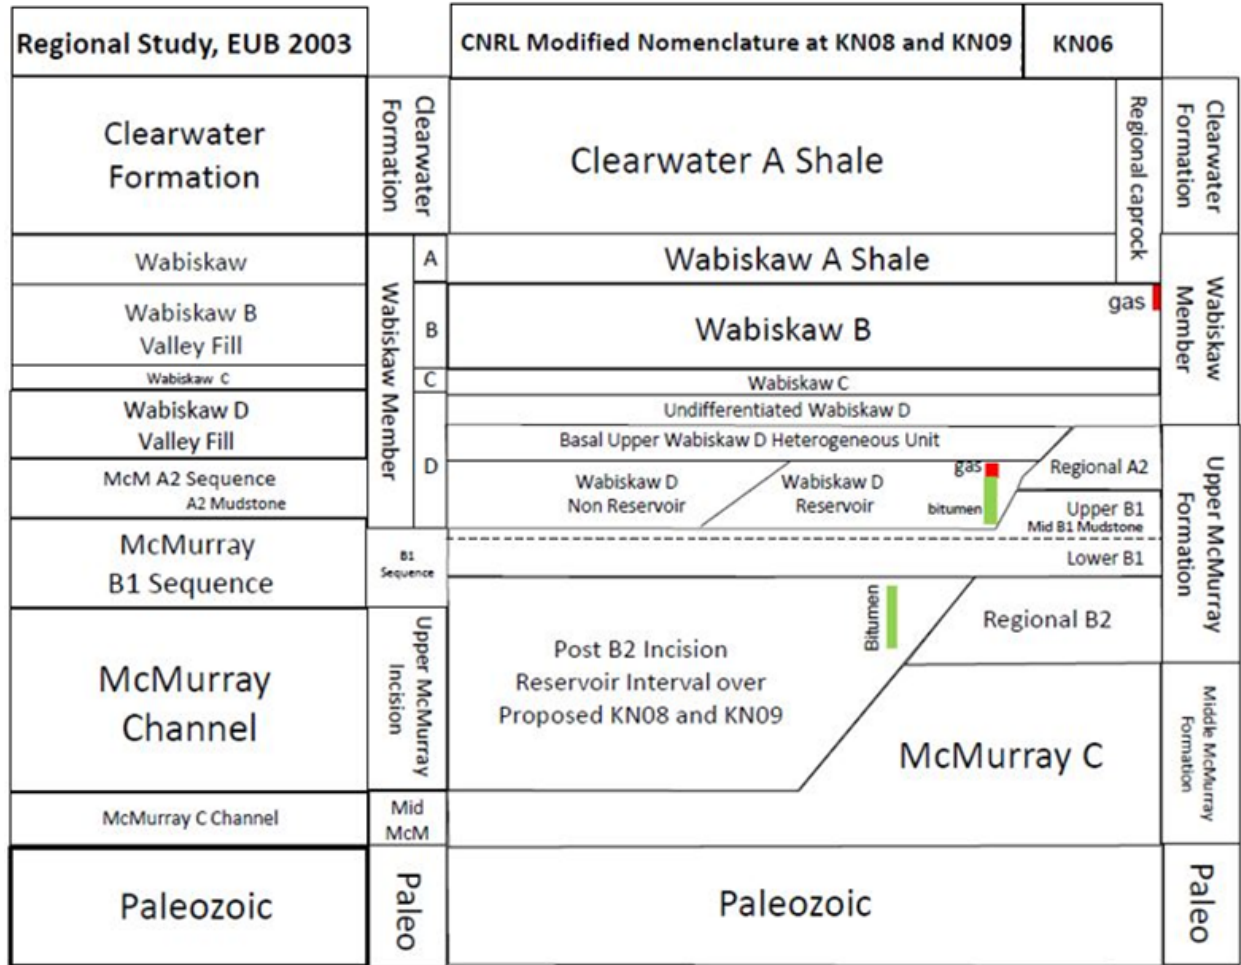 Regional Study, EUB 2003
CNRL Modified Nomenclature at KN08 and KN09
KN06
Clearwater
Formation
Clearwater
Formation
Clearwater A Shale
Regional caprock
Clearwater
Formation
Wabiskaw
Wabiskaw B
Valley Fill
Wabiskaw C
Wabiskaw D
Valley Fill
McM A2 Sequence
A2 Mudstone
Wabiskaw Member
A
B
C
D
Wabiskaw A Shale
Wabiskaw B
gas
Wabiskaw C
Undifferentiated Wabiskaw D
Basal Upper Wabiskaw D Heterogeneous Unit
Wabiskaw D
Non Reservoir
Wabiskaw D
Reservoir
gas
bitumen
Regional A2
Upper B1
Mid B1 Mudstone
Lower B1
Wabiskaw
Member
McMurray
B1 Sequence
B1
Sequence
McMurray
Channel
Upper McMurray
Incision
Post B2 Incision
Reservoir Interval over
Proposed KN08 and KN09
Bitumen
Regional B2
McMurray C
Upper McMurray
Formation
Middle McMurray
Formation
McMurray C Channel
Mid
McM
Paleozoic
Paleo
Paleozoic
Paleo